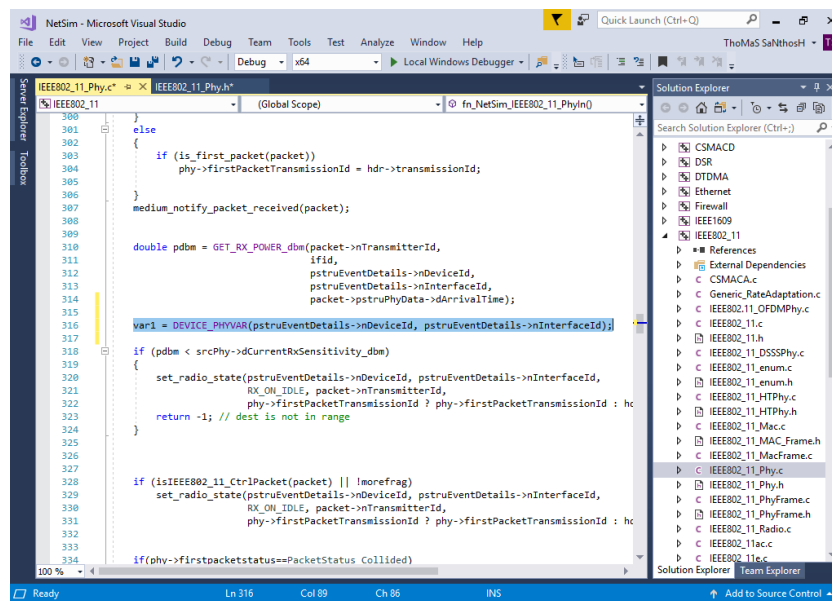 NetSim - Microsoft Visual Studio
Quick Launch (Ctrl+Q)
File Edit View Project Build Debug Team Tools Test Analyze Window Help
ThoMaS SaNthosH
Debug x64 Local Windows Debugger
Server Explorer
Toolbox
IEEE802_11_Phy.c* IEEE802_11_Phy.h*
IEEE802_11 (Global Scope) fn_NetSim_IEEE802_11_PhyIn()
300 }
301 else
302 {
303 if (is_first_packet(packet))
304 phy->firstPacketTransmissionId = hdr->transmissionId;
305
306 }
307 medium_notify_packet_received(packet);
308
309
310 double pdbm = GET_RX_POWER_dbm(packet->nTransmitterId,
311 ifid,
312 pstruEventDetails->nDeviceId,
313 pstruEventDetails->nInterfaceId,
314 packet->pstruPhyData->dArrivalTime);
315
316 var1 = DEVICE_PHYVAR(pstruEventDetails->nDeviceId, pstruEventDetails->nInterfaceId);
317
318 if (pdbm < srcPhy->dCurrentRxSensitivity_dbm)
319 {
320 set_radio_state(pstruEventDetails->nDeviceId, pstruEventDetails->nInterfaceId,
321 RX_ON_IDLE, packet->nTransmitterId,
322 phy->firstPacketTransmissionId ? phy->firstPacketTransmissionId : hd
323 return -1; // dest is not in range
324 }
325
326
327
328 if (isIEEE802_11_CtrlPacket(packet) || !morefrag)
329 set_radio_state(pstruEventDetails->nDeviceId, pstruEventDetails->nInterfaceId,
330 RX_ON_IDLE, packet->nTransmitterId,
331 phy->firstPacketTransmissionId ? phy->firstPacketTransmissionId : hd
332
333
334 if(phy->firstpacketstatus==PacketStatus_Collided)
100 %
Solution Explorer
Search Solution Explorer (Ctrl+;)
CSMACD
DSR
DTDMA
Ethernet
Firewall
IEEE1609
IEEE802_11
References
External Dependencies
CSMACA.c
Generic_RateAdaptation.c
IEEE802.11_OFDMPhy.c
IEEE802_11.c
IEEE802_11.h
IEEE802_11_DSSSPhy.c
IEEE802_11_enum.c
IEEE802_11_enum.h
IEEE802_11_HTPhy.c
IEEE802_11_HTPhy.h
IEEE802_11_Mac.c
IEEE802_11_MAC_Frame.h
IEEE802_11_MacFrame.c
IEEE802_11_Phy.c
IEEE802_11_Phy.h
IEEE802_11_PhyFrame.c
IEEE802_11_PhyFrame.h
IEEE802_11_Radio.c
IEEE802_11ac.c
IEEE802_11e.c
Solution Explorer Team Explorer
Ready Ln 316 Col 89 Ch 86 INS Add to Source Control